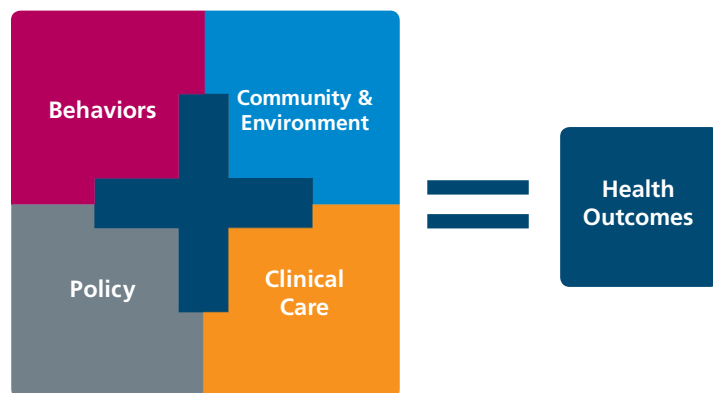 Behaviors
Community &
Environment
Policy
Clinical
Care
Health
Outcomes